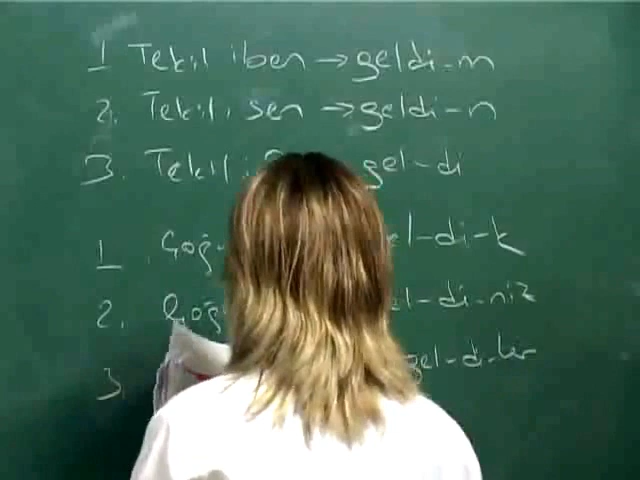 1 Tekil : ben → geldi-m
2. Tekil : sen → geldi-n
3. Tekil : gel-di
1. Çoğu el-di-k
2. Çoğ el-di-niz
3. gel-di-ler